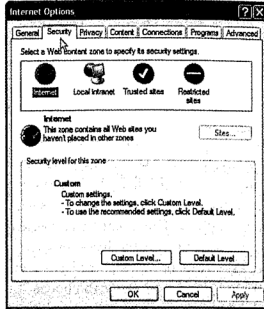 Internet Options
General Security Privacy Content Connections Programs Advanced
Select a Web content zone to specify its security settings.
Internet Local intranet Trusted sites Restricted sites
Internet
This zone contains all Web sites you haven't placed in other zones
Sites...
Security level for this zone
Custom
Custom settings.
- To change the settings, click Custom Level.
- To use the recommended settings, click Default Level.
Custom Level... Default Level
OK Cancel Apply